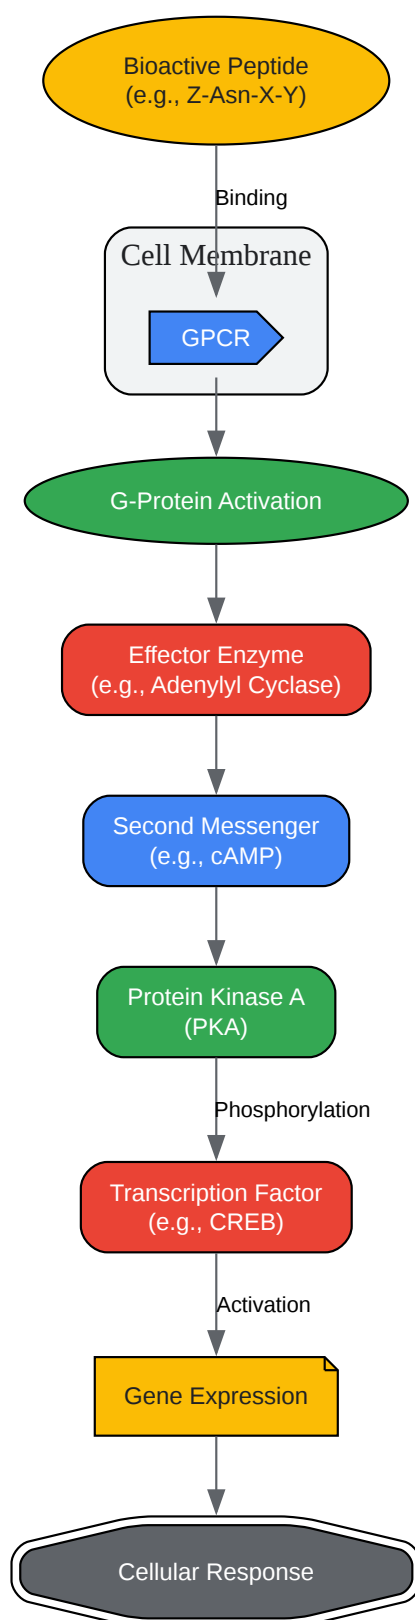 Bioactive Peptide
(e.g., Z-Asn-X-Y)
Binding
Cell Membrane
GPCR
G-Protein Activation
Effector Enzyme
(e.g., Adenylyl Cyclase)
Second Messenger
(e.g., cAMP)
Protein Kinase A
(PKA)
Phosphorylation
Transcription Factor
(e.g., CREB)
Activation
Gene Expression
Cellular Response